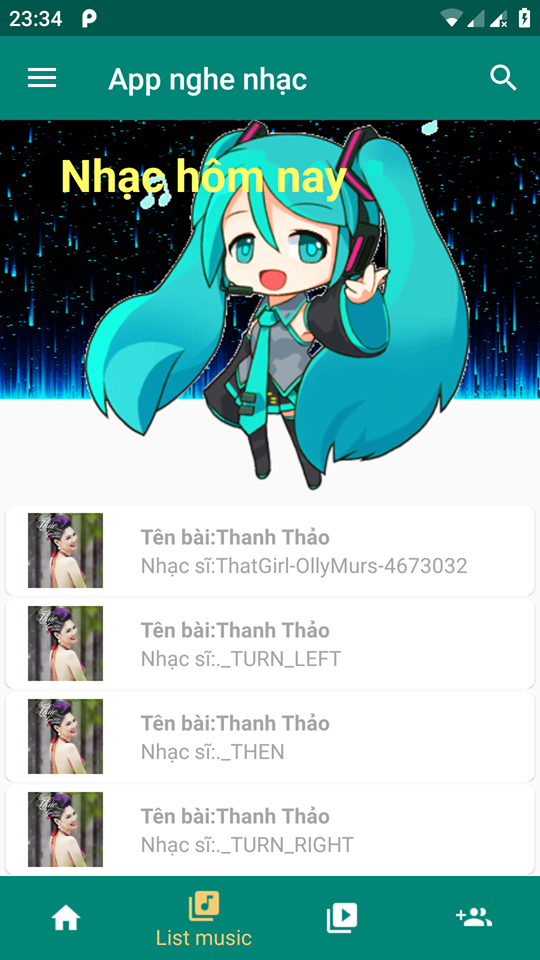 23:34
App nghe nhạc
Nhạc hôm nay
Tên bài:Thanh Thảo
Nhạc sĩ:ThatGirl-OllyMurs-4673032
Tên bài:Thanh Thảo
Nhạc sĩ:._TURN_LEFT
Tên bài:Thanh Thảo
Nhạc sĩ:._THEN
Tên bài:Thanh Thảo
Nhạc sĩ:._TURN_RIGHT
List music